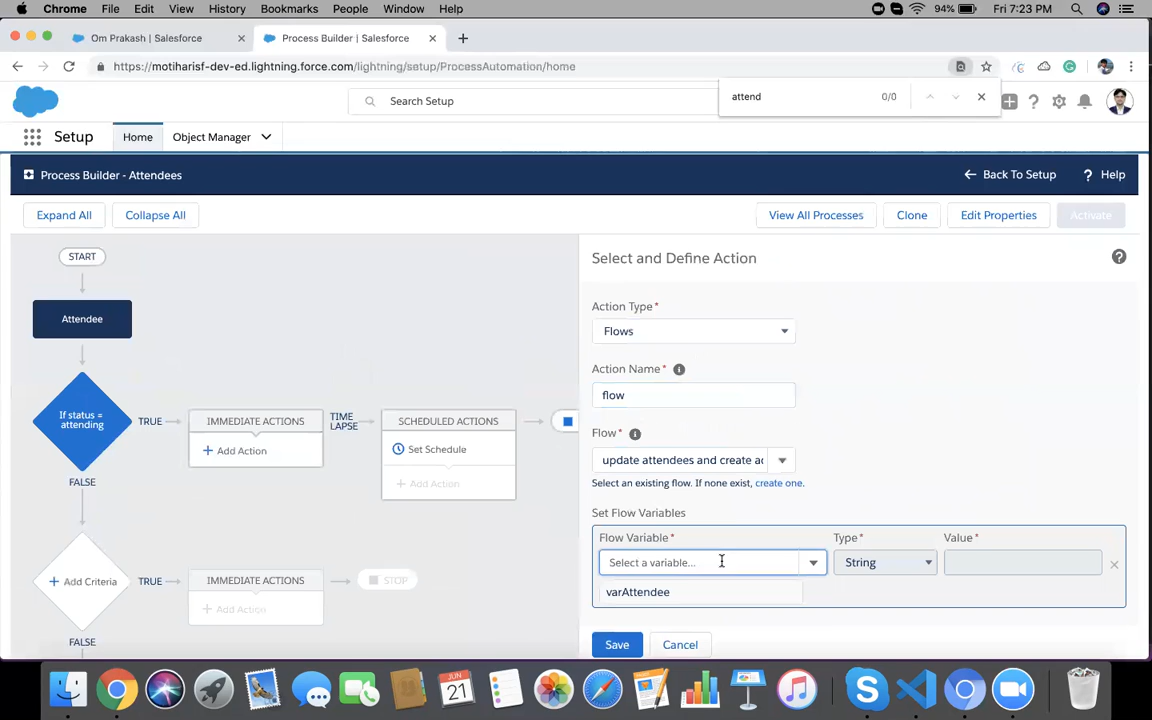 Chrome File Edit View History Bookmarks People Window Help 94% Fri 7:23 PM
Om Prakash | Salesforce
Process Builder | Salesforce
https://motiharisf-dev-ed.lightning.force.com/lightning/setup/ProcessAutomation/home
attend 0/0
Search Setup
Setup Home Object Manager
Process Builder - Attendees
Back To Setup ? Help
Expand All Collapse All View All Processes Clone Edit Properties Activate
START
Attendee
If status =
attending
TRUE
IMMEDIATE ACTIONS
+ Add Action
TIME
LAPSE
SCHEDULED ACTIONS
Set Schedule
+ Add Action
FALSE
+ Add Criteria
TRUE
IMMEDIATE ACTIONS
+ Add Action
STOP
FALSE
Select and Define Action
Action Type*
Flows
Action Name*
flow
Flow*
update attendees and create ac
Select an existing flow. If none exist, create one.
Set Flow Variables
Flow Variable* Type* Value*
Select a variable... String
varAttendee
Save Cancel
JUN
21